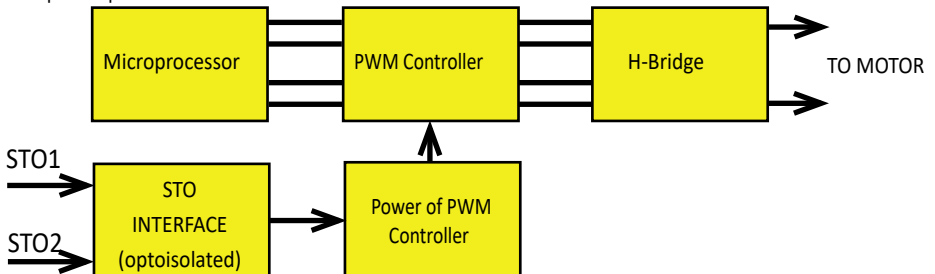 Microprocessor
PWM Controller
H-Bridge
TO MOTOR
STO1
STO2
STO
INTERFACE
(optoisolated)
Power of PWM
Controller